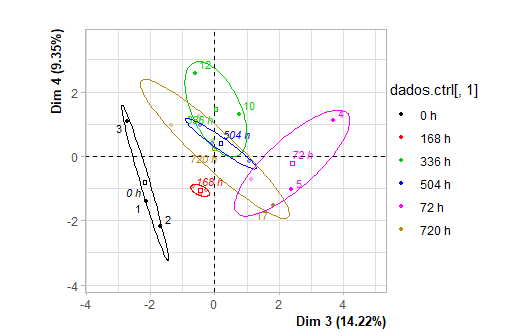 Dim 4 (9.35%)
2
0
-2
-4
-4
-2
0
2
4
Dim 3 (14.22%)
12
10
336 h
504 h
4
3
720 h
72 h
0 h
168 h
5
1
2
17
dados.ctrl[, 1]
0 h
168 h
336 h
504 h
72 h
720 h